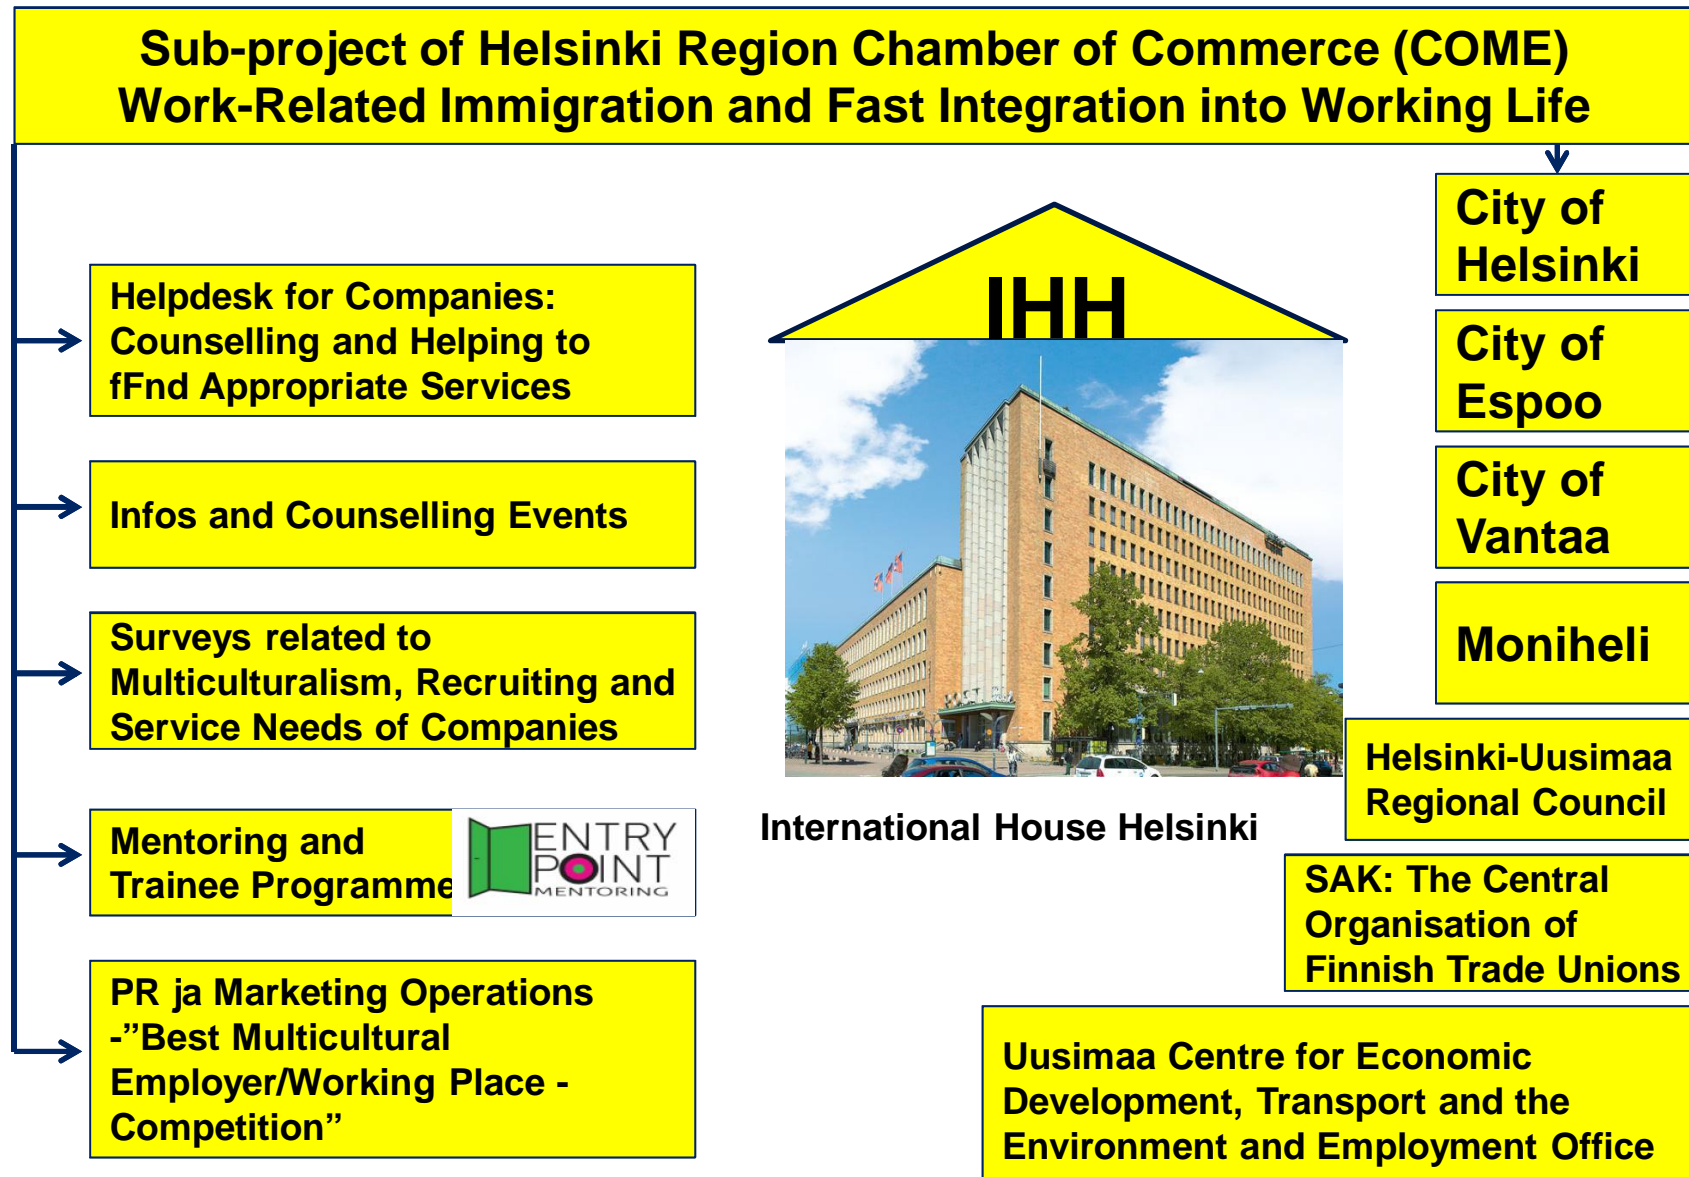 Sub-project of Helsinki Region Chamber of Commerce (COME)
Work-Related Immigration and Fast Integration into Working Life
Helpdesk for Companies:
Counselling and Helping to
fFnd Appropriate Services
Infos and Counselling Events
Surveys related to
Multiculturalism, Recruiting and
Service Needs of Companies
Mentoring and
Trainee Programme
ENTRY
POINT
MENTORING
PR ja Marketing Operations
-”Best Multicultural
Employer/Working Place -
Competition”
IHH
International House Helsinki
City of
Helsinki
City of
Espoo
City of
Vantaa
Moniheli
Helsinki-Uusimaa
Regional Council
SAK: The Central
Organisation of
Finnish Trade Unions
Uusimaa Centre for Economic
Development, Transport and the
Environment and Employment Office